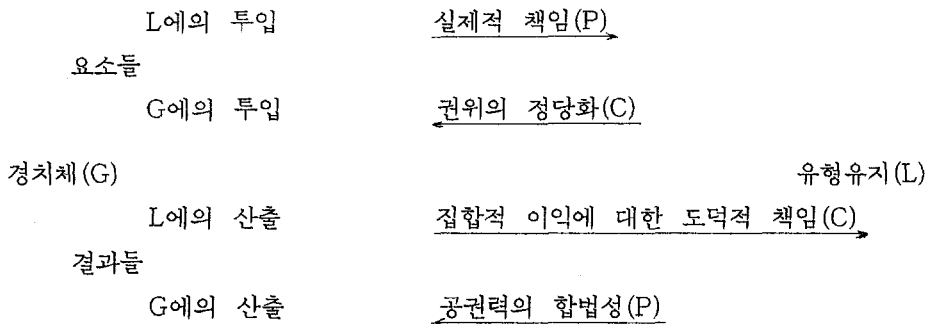 L에의 투입 실제적 책임(P)
요소들
G에의 투입 권위의 정당화(C)
경치체(G) 유형유지(L)
L에의 산출 집합적 이익에 대한 도덕적 책임(C)
결과들
G에의 산출 공권력의 합법성(P)